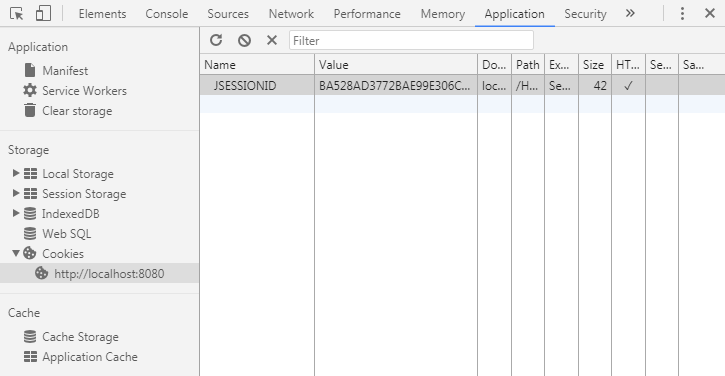 Elements Console Sources Network Performance Memory Application Security »
Application
Manifest
Service Workers
Clear storage
Storage
Local Storage
Session Storage
IndexedDB
Web SQL
Cookies
http://localhost:8080
Cache
Cache Storage
Application Cache
Filter
Name Value Do... Path Ex... Size HT... Se... Sa...
JSESSIONID BA528AD3772BAE99E306C... loc... /H... Se... 42 ✓